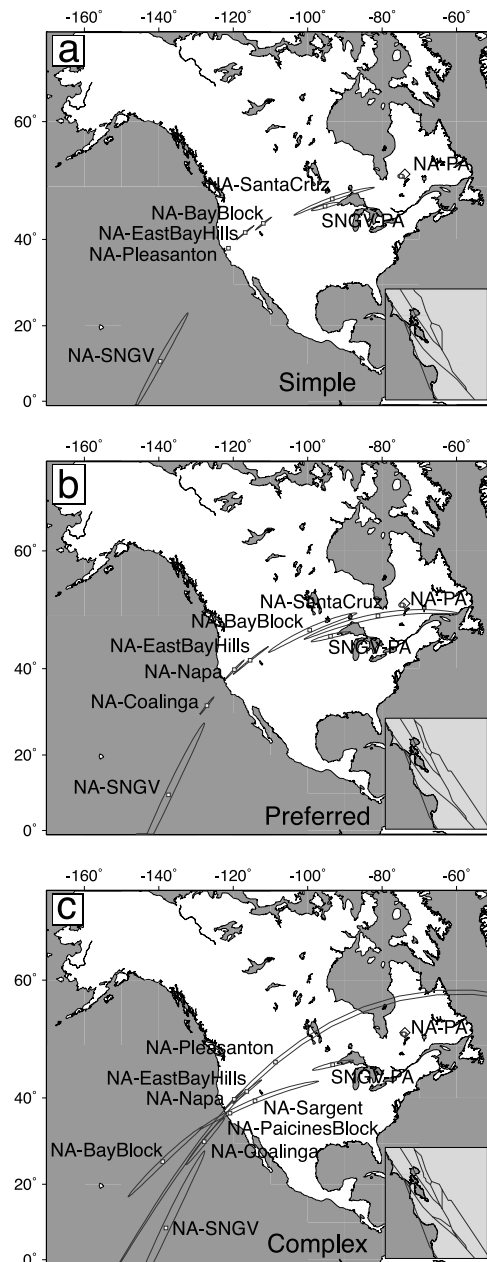 a
-160° -140° -120° -100° -80° -60°
60°
40°
20°
0°
NA-PA
NA-SantaCruz
NA-BayBlock
SNGV-PA
NA-EastBayHills
NA-Pleasanton
NA-SNGV
Simple
b
-160° -140° -120° -100° -80° -60°
60°
40°
20°
0°
NA-SantaCruz
NA-PA
NA-BayBlock
NA-EastBayHills
SNGV-PA
NA-Napa
NA-Coalinga
NA-SNGV
Preferred
c
-160° -140° -120° -100° -80° -60°
60°
40°
20°
0°
NA-PA
NA-Pleasanton
NA-EastBayHills
SNGV-PA
NA-Napa
NA-Sargent
NA-PaicinesBlock
NA-BayBlock
NA-Coalinga
NA-SNGV
Complex